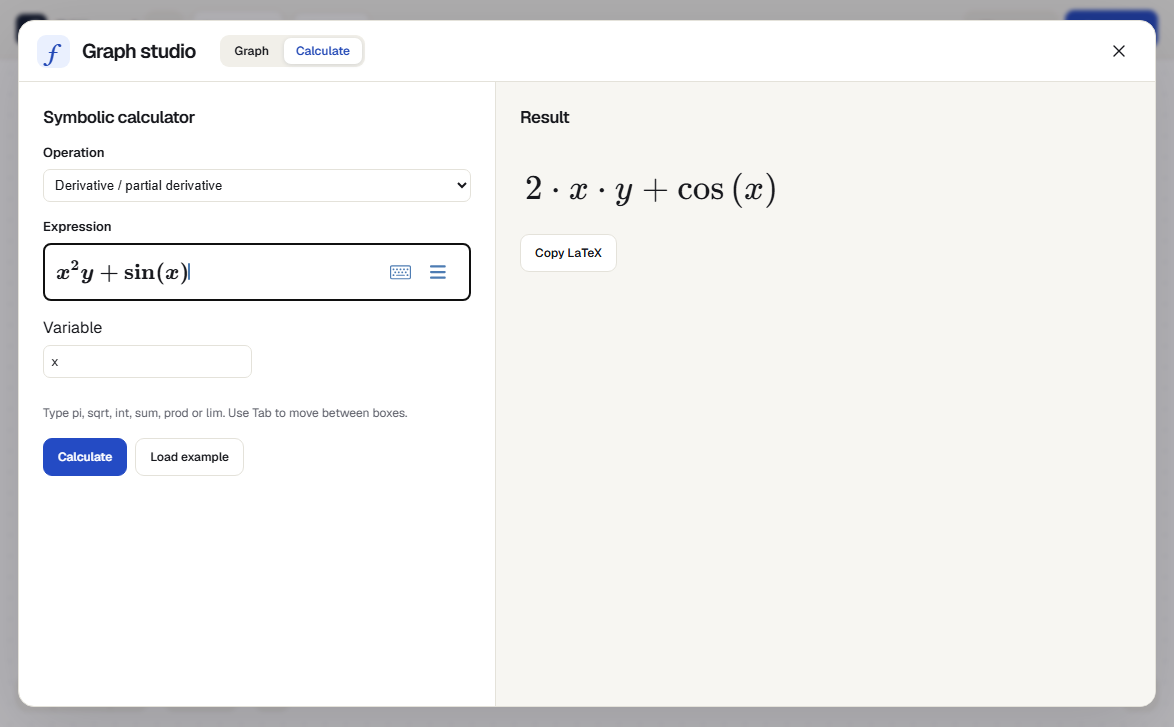 f Graph studio Graph Calculate
Symbolic calculator
Operation
Derivative / partial derivative
Expression
x²y + sin(x)
Variable
x
Type pi, sqrt, int, sum, prod or lim. Use Tab to move between boxes.
Calculate Load example
Result
2 · x · y + cos (x)
Copy LaTeX